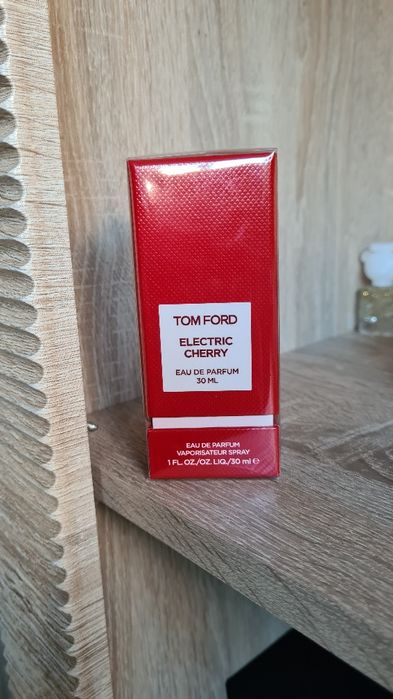 TOM FORD
ELECTRIC
CHERRY
EAU DE PARFUM
30 ML
EAU DE PARFUM
VAPORISATEUR SPRAY
1 FL. OZ./OZ. LIQ./30 ml ℮